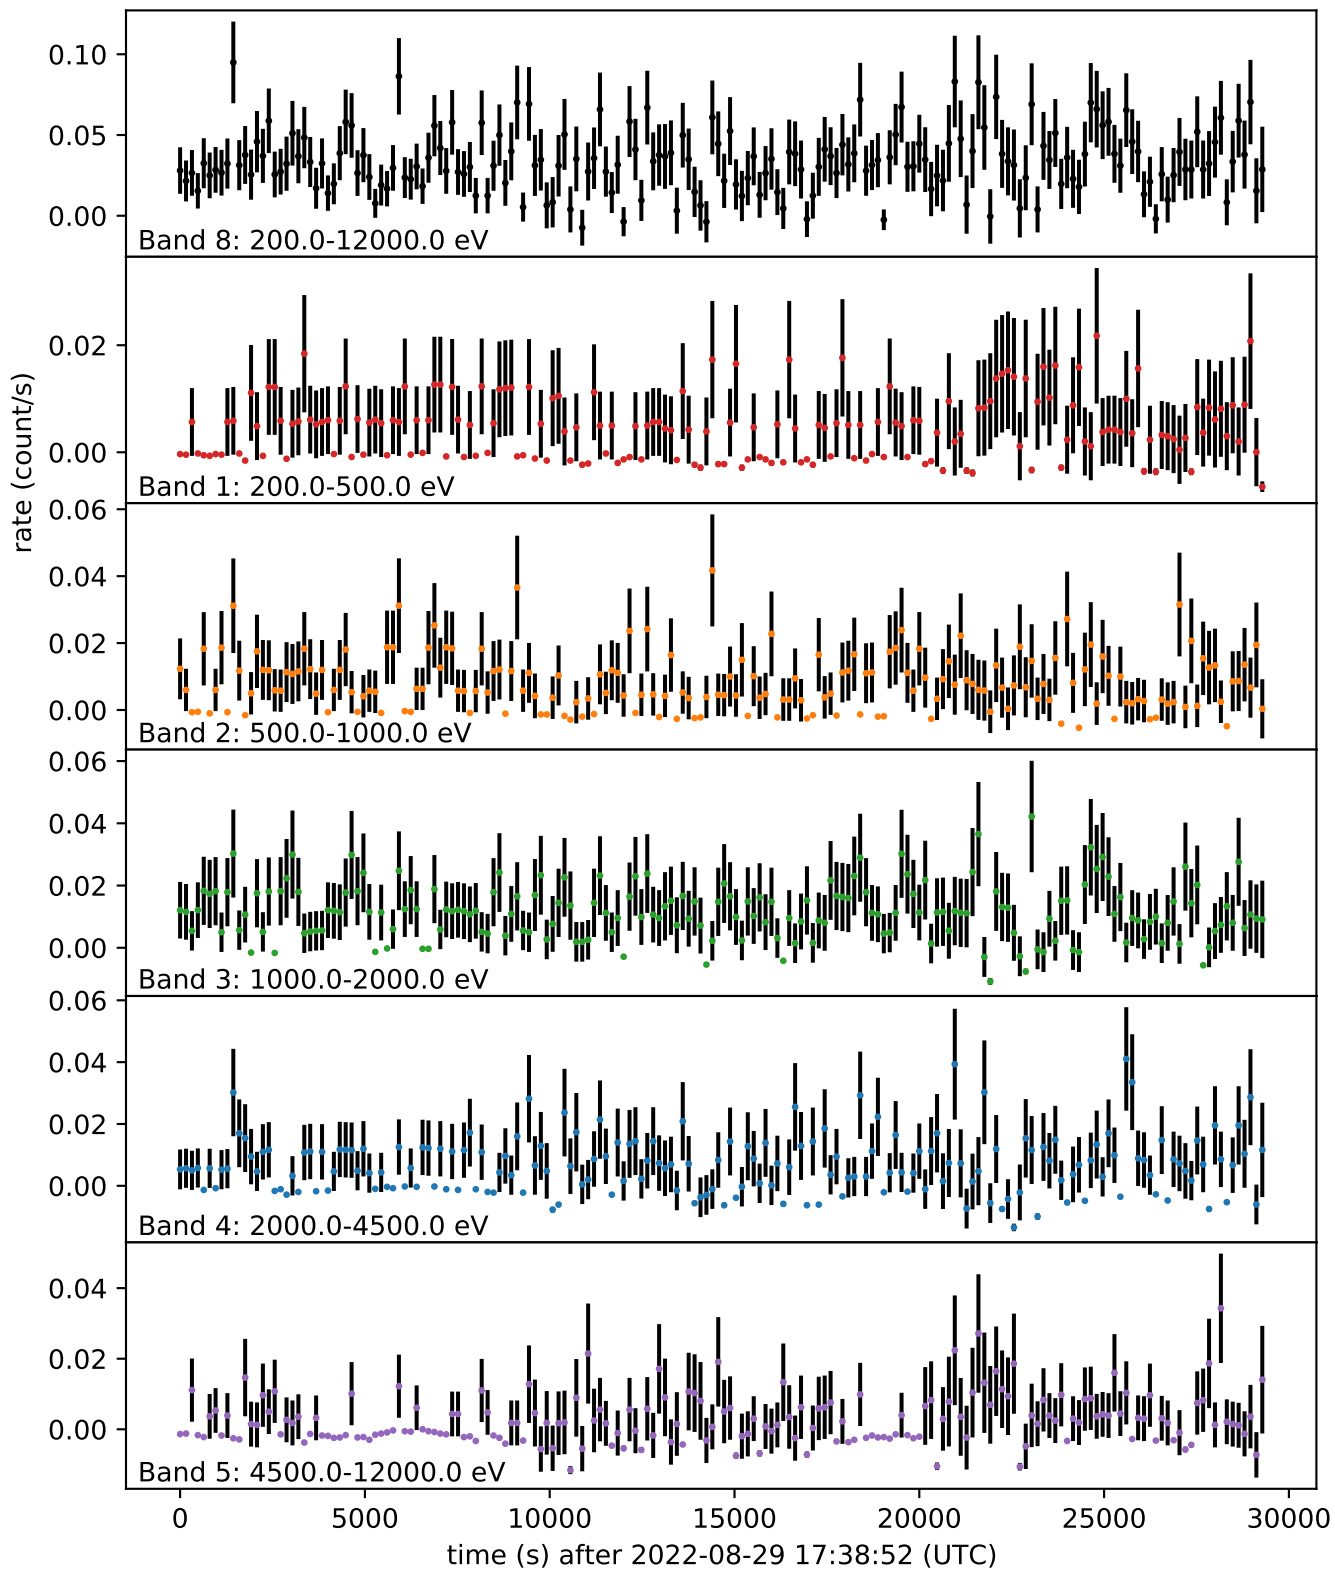 0.10
0.05
0.00
Band 8: 200.0-12000.0 eV
0.02
0.00
Band 1: 200.0-500.0 eV
rate (count/s)
0.06
0.04
0.02
0.00
Band 2: 500.0-1000.0 eV
0.06
0.04
0.02
0.00
Band 3: 1000.0-2000.0 eV
0.06
0.04
0.02
0.00
Band 4: 2000.0-4500.0 eV
0.04
0.02
0.00
Band 5: 4500.0-12000.0 eV
0 5000 10000 15000 20000 25000 30000
time (s) after 2022-08-29 17:38:52 (UTC)